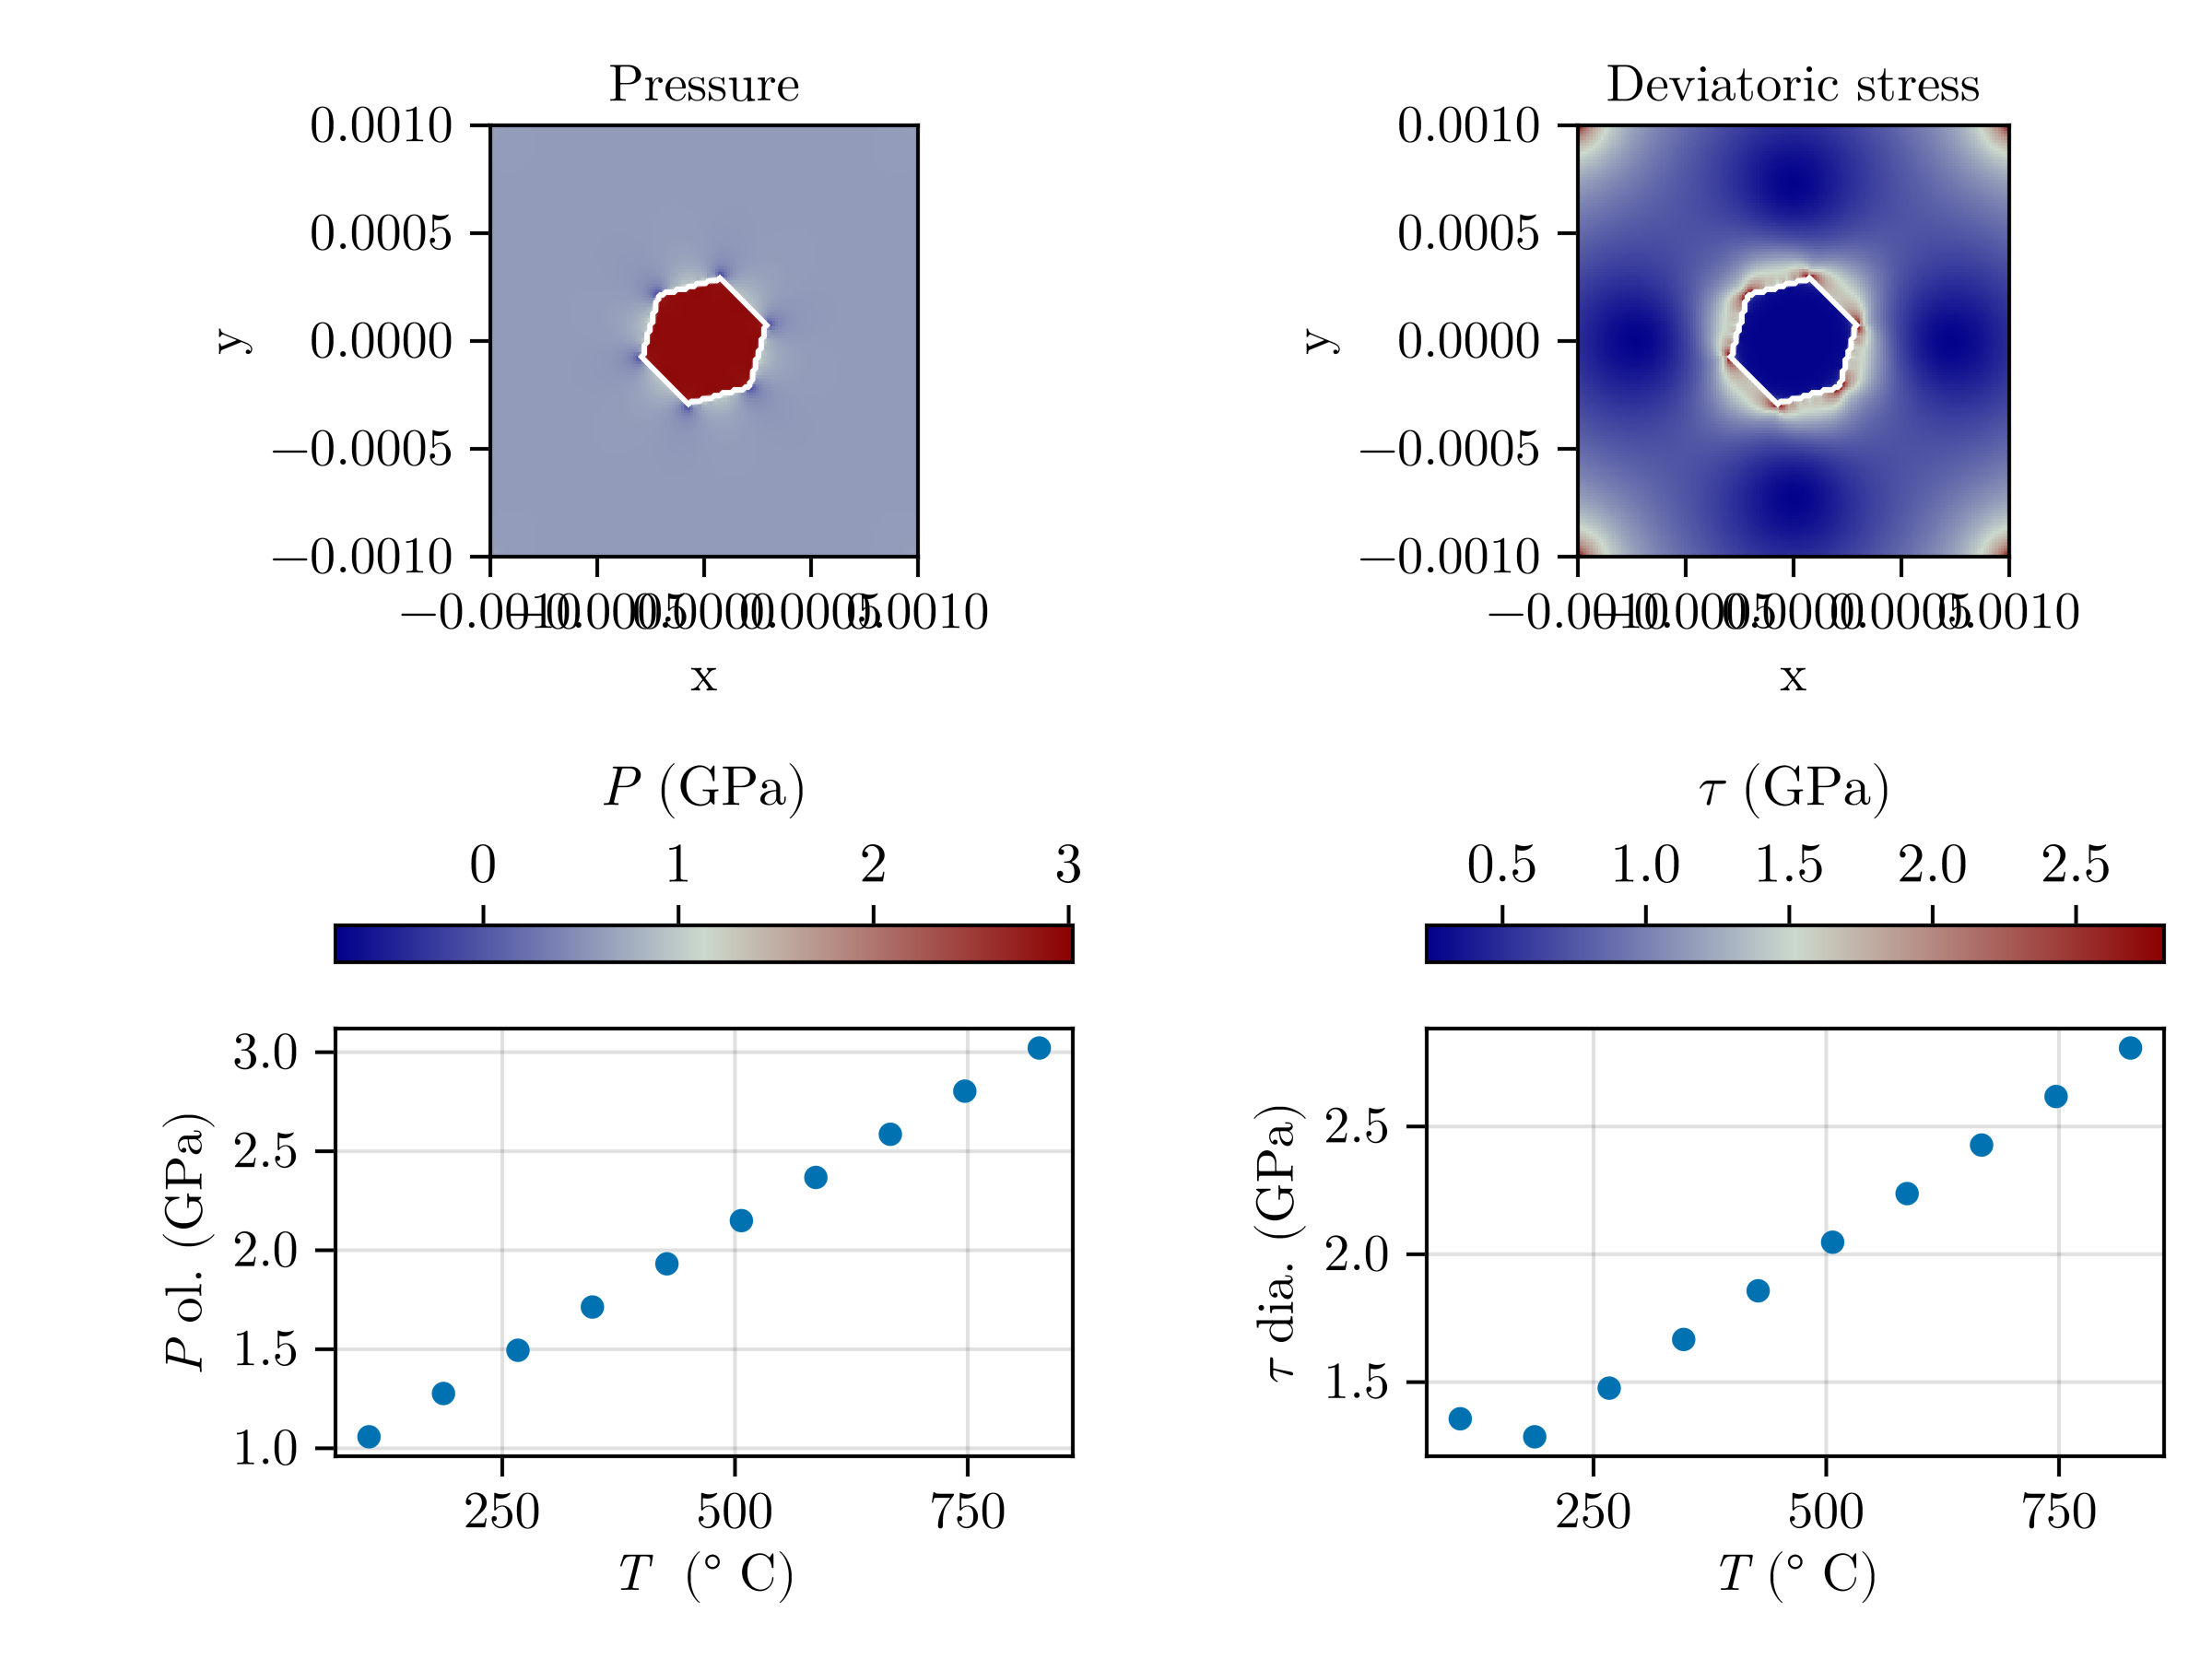 Pressure
0.0010
0.0005
0.0000
−0.0005
−0.0010
y
x
Deviatoric stress
0.0010
0.0005
0.0000
−0.0005
−0.0010
y
x
P (GPa)
0 1 2 3
τ (GPa)
0.5 1.0 1.5 2.0 2.5
3.0
2.5
2.0
1.5
1.0
P ol. (GPa)
250 500 750
T (° C)
2.5
2.0
1.5
τ dia. (GPa)
250 500 750
T (° C)